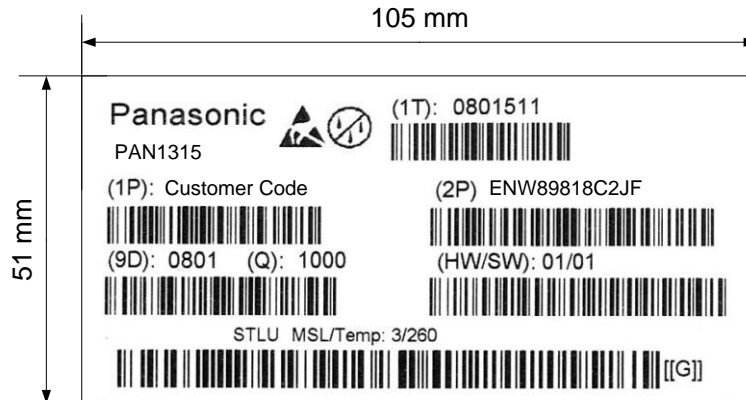 105 mm
51 mm
Panasonic
PAN1315
(1T): 0801511
(1P): Customer Code
(2P) ENW89818C2JF
(9D): 0801 (Q): 1000
(HW/SW): 01/01
STLU MSL/Temp: 3/260
[[G]]